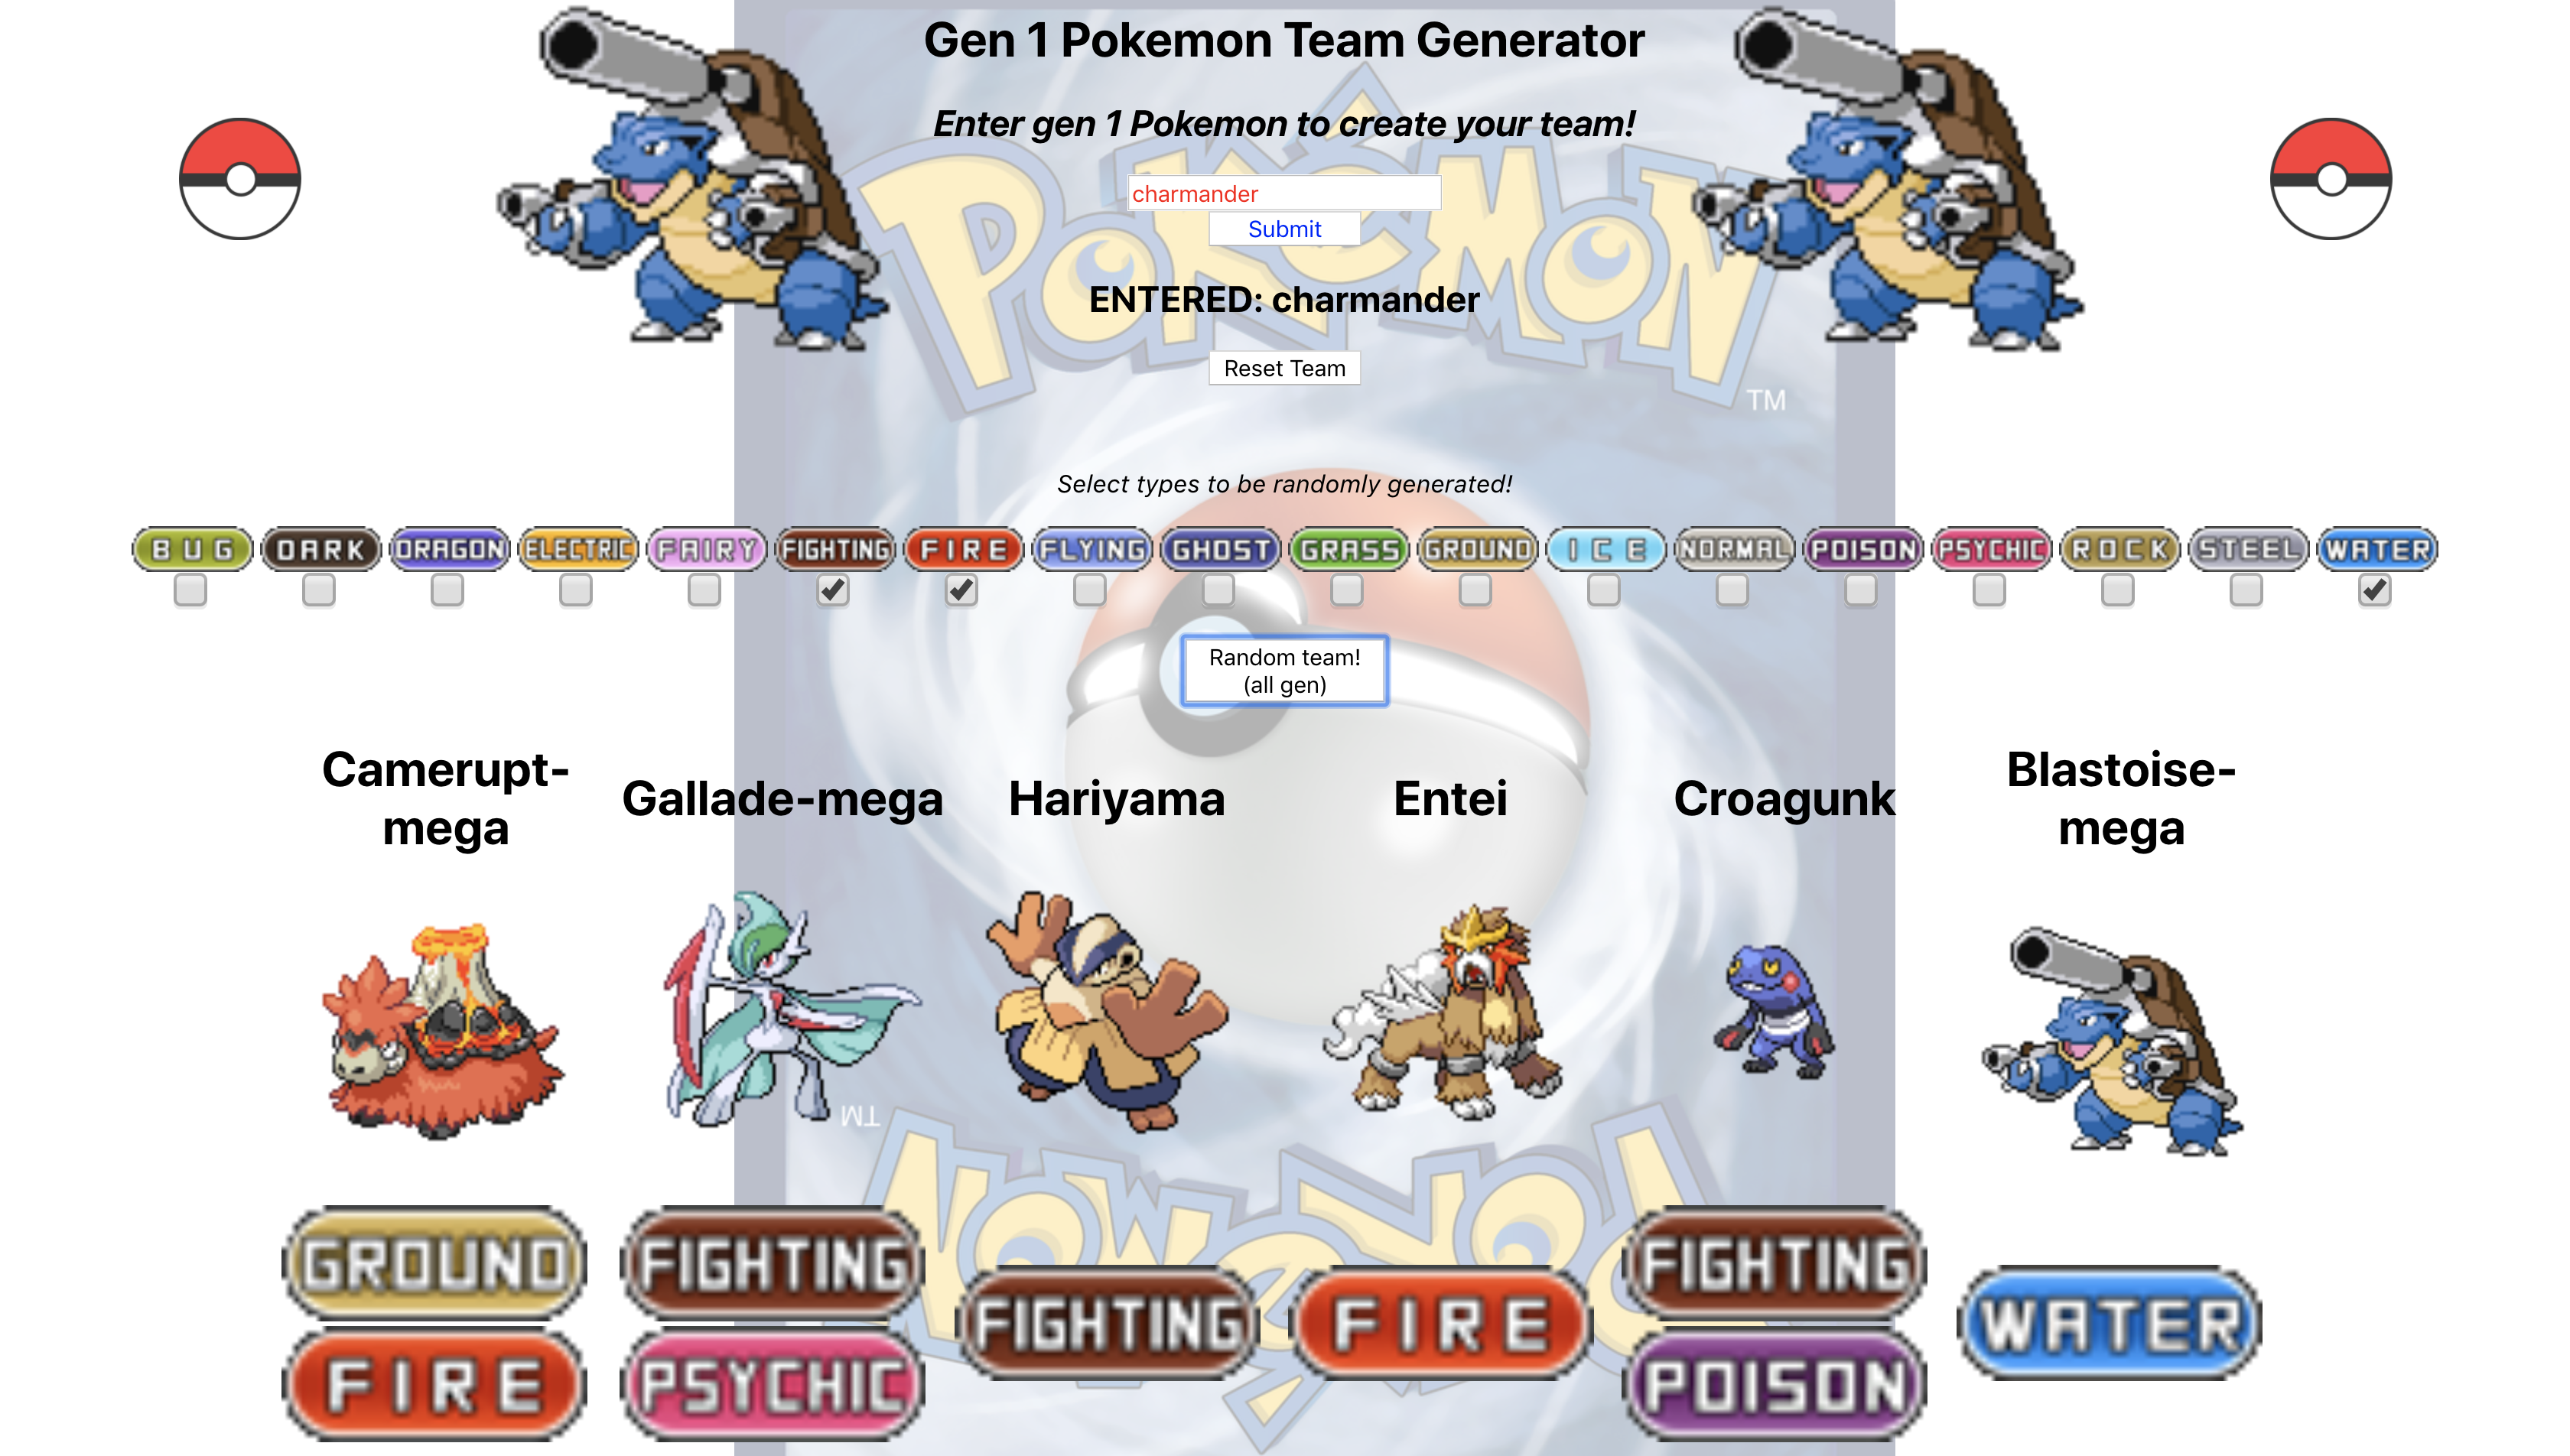 Gen 1 Pokemon Team Generator
Enter gen 1 Pokemon to create your team!
POKéMON
charmander
Submit
ENTERED: charmander
Reset Team
TM
Select types to be randomly generated!
BUG DARK DRAGON ELECTRIC FAIRY FIGHTING FIRE FLYING GHOST GRASS GROUND ICE NORMAL POISON PSYCHIC ROCK STEEL WATER
Random team!
(all gen)
Camerupt-
mega
Gallade-mega
Hariyama
Entei
Croagunk
Blastoise-
mega
TM
POKéMON
GROUND
FIRE
FIGHTING
PSYCHIC
FIGHTING
FIRE
FIGHTING
POISON
WATER